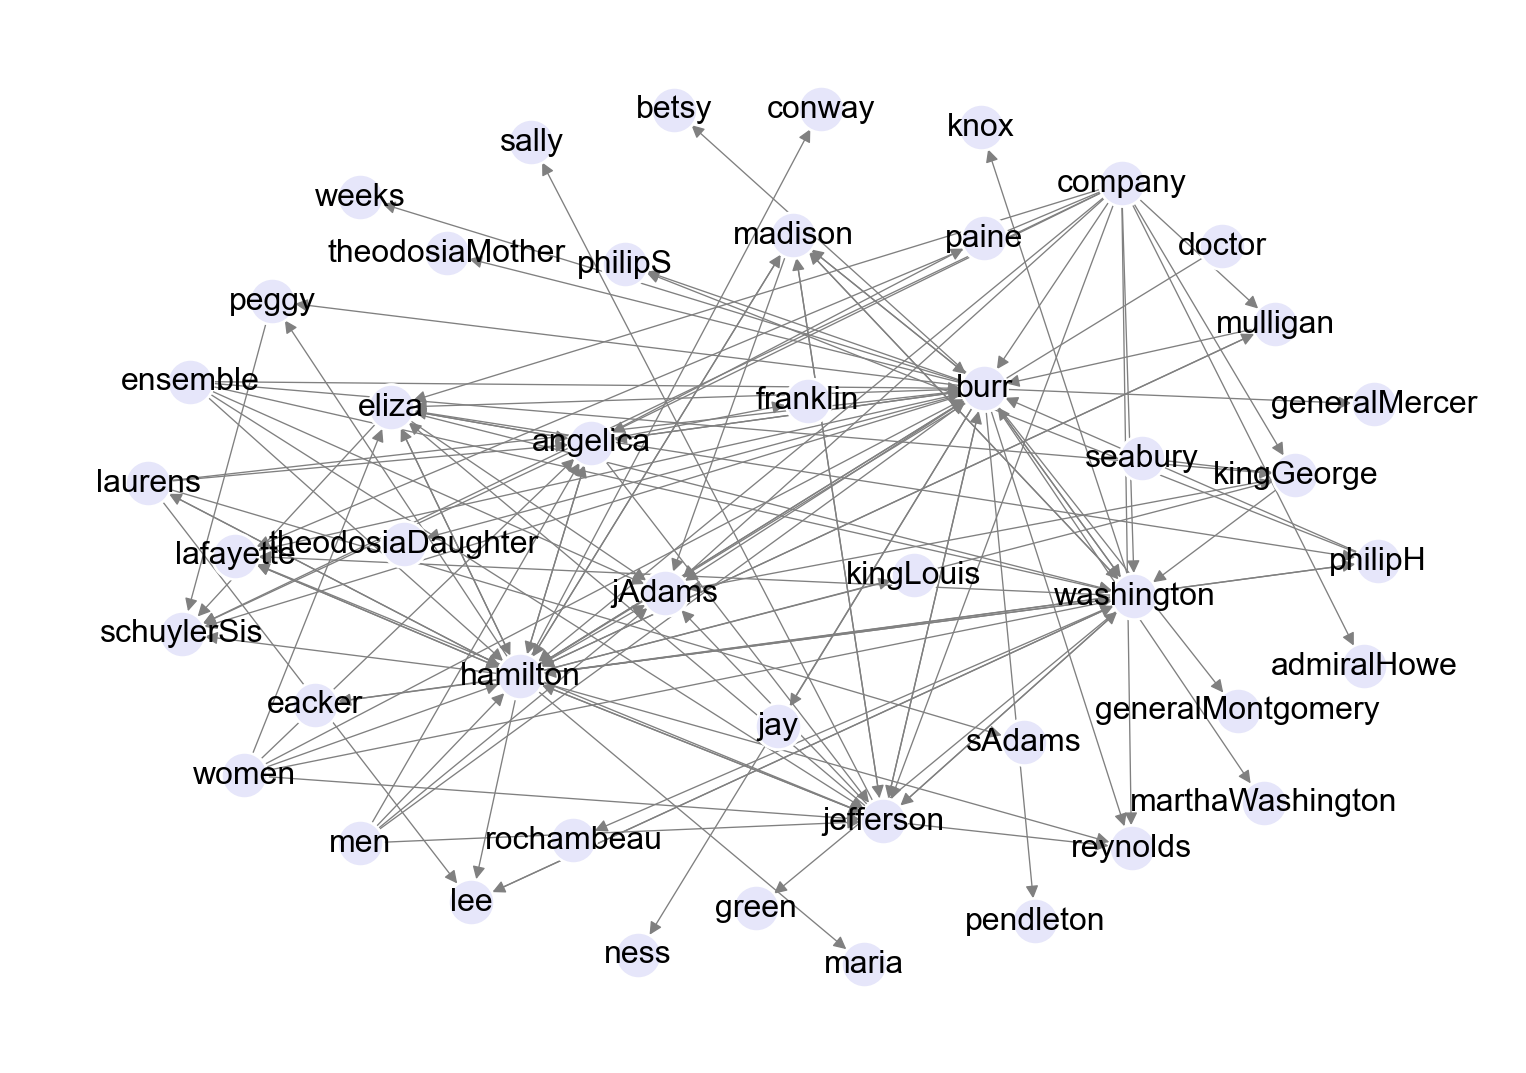 betsy
conway
knox
sally
company
weeks
madison
paine
doctor
theodosiaMother
philipS
peggy
mulligan
ensemble
eliza
franklin
burr
generalMercer
angelica
seabury
kingGeorge
laurens
lafayette
theodosiaDaughter
philipH
kingLouis
jAdams
washington
schuylerSis
hamilton
admiralHowe
eacker
generalMontgomery
jay
sAdams
women
marthaWashington
men
rochambeau
jefferson
reynolds
lee
green
pendleton
ness
maria